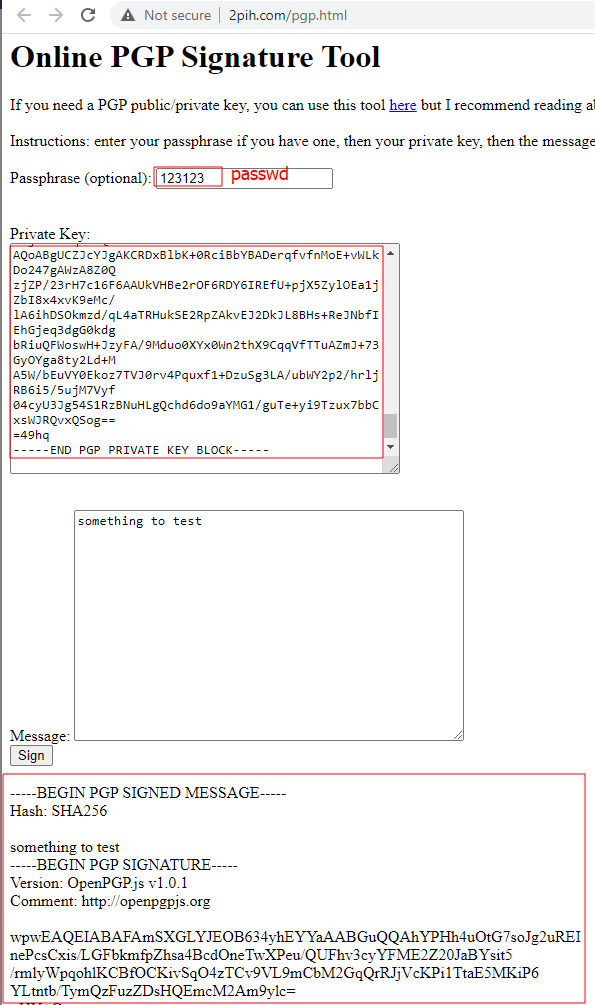 Not secure | 2pih.com/pgp.html
Online PGP Signature Tool
If you need a PGP public/private key, you can use this tool here but I recommend reading a
Instructions: enter your passphrase if you have one, then your private key, then the message
Passphrase (optional): 123123 passwd
Private Key:
AQoABgUCZJcYJgAKCRDxBlbK+0RciBbYBADerqfvfnMoE+vWLk
Do247gAWzA8Z0Q
zjZP/23rH7c16F6AAUkVHBe2rOF6RDY6IREfU+pjX5ZylOEa1j
ZbI8x4xvK9eMc/
lA6ihDSOkmzd/qL4aTRHukSE2RpZAkvEJ2DkJL8BHs+ReJNbfI
EhGjeq3dgG0kdg
bRiuQFWoswH+JzyFA/9Mduo0XYx0Wn2thX9CqqVfTTuAZmJ+73
GyOYga8ty2Ld+M
A5W/bEuVY0Ekoz7TVJ0rv4Pquxf1+DzuSg3LA/ubWY2p2/hrlj
RB6i5/5ujM7Vyf
04cyU3Jg54S1RzBNuHLgQchd6do9aYMG1/guTe+yi9Tzux7bbC
xsWJRQvxQSog==
=49hq
-----END PGP PRIVATE KEY BLOCK-----
something to test
Message:
Sign
-----BEGIN PGP SIGNED MESSAGE-----
Hash: SHA256
something to test
-----BEGIN PGP SIGNATURE-----
Version: OpenPGP.js v1.0.1
Comment: http://openpgpjs.org
wpwEAQEIABAFAmSXGLYJEOB634yhEYYaAABGuQQAhYPHh4uOtG7soJg2uREI
nePcsCxis/LGFbkmfpZhsa4BcdOneTwXPeu/QUFhv3cyYFME2Z20JaBYsit5
/rmlyWpqohlKCBfOCKivSqO4zTCv9VL9mCbM2GqQrRJjVcKPi1TtaE5MKiP6
YLtntb/TymQzFuzZDsHQEmcM2Am9ylc=